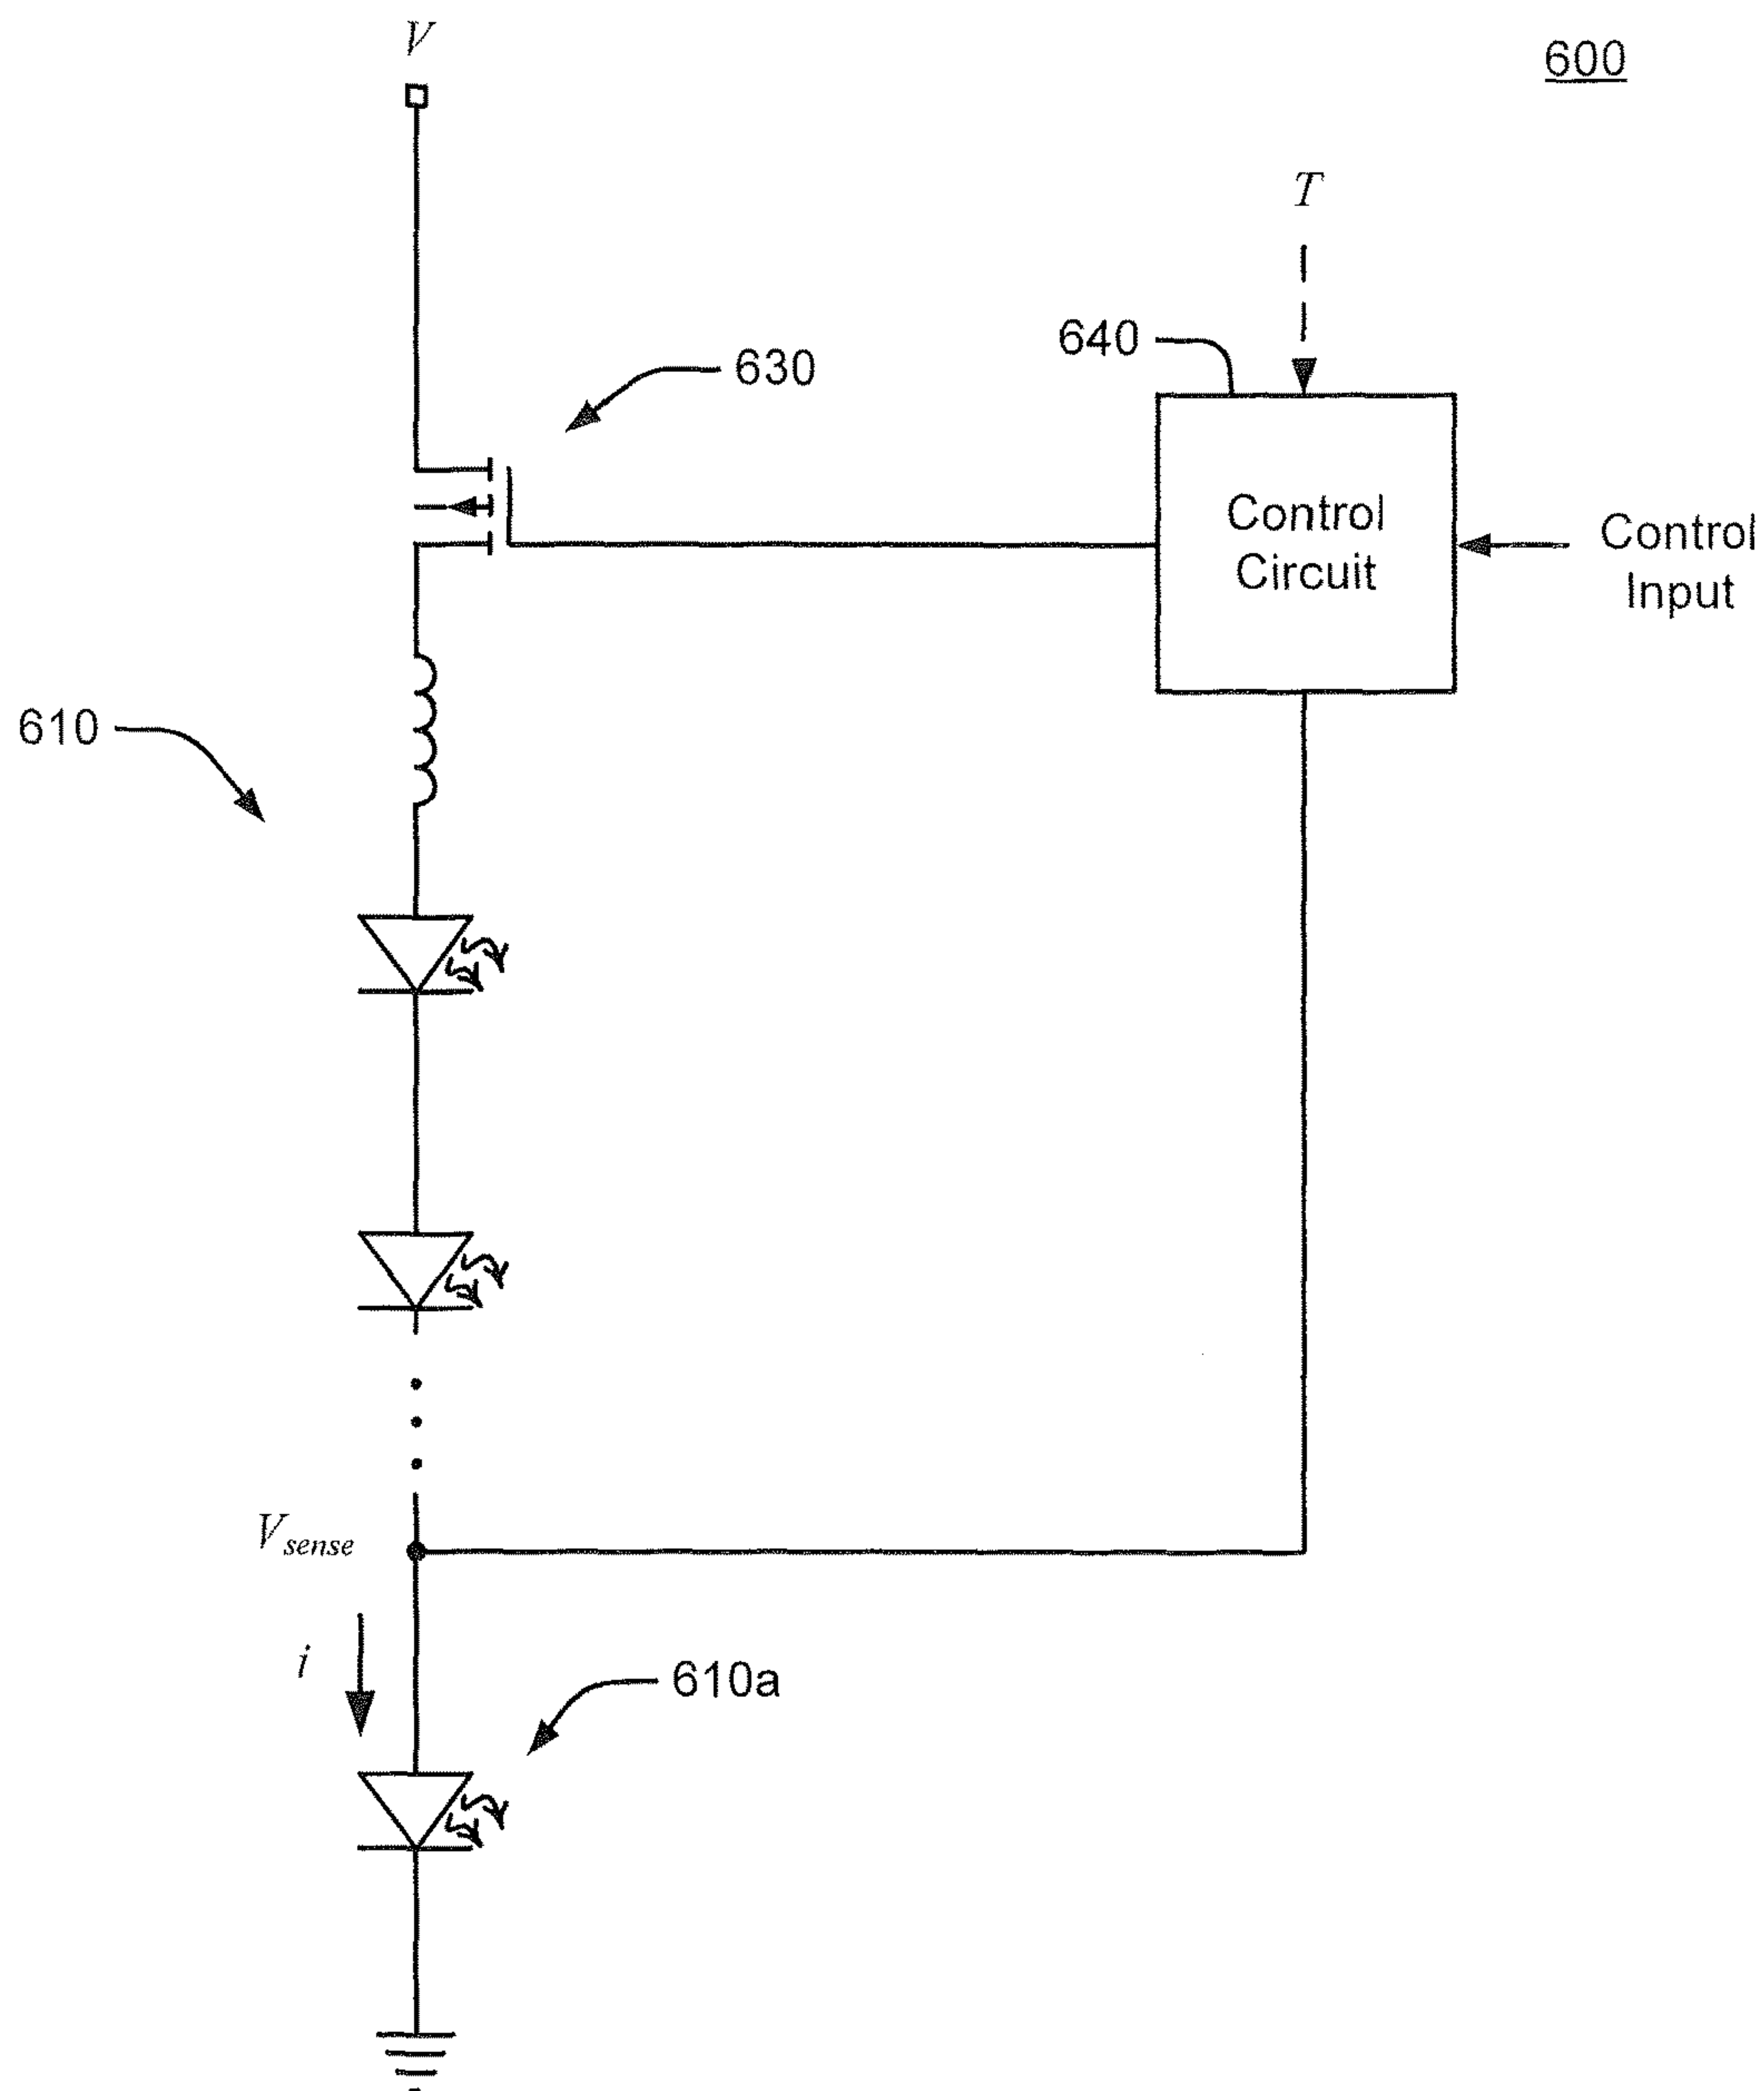 V
600
T
640
630
Control
Circuit
Control
Input
610
Vsense
i
610a